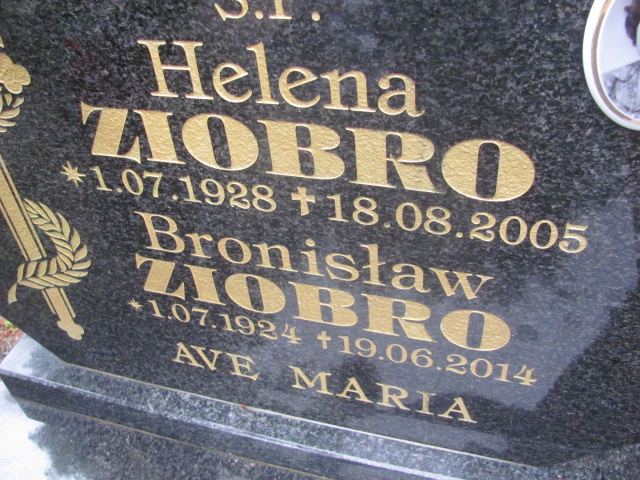 Ś.P.
Helena
ZIOBRO
*1.07.1928 †18.08.2005
Bronisław
ZIOBRO
*1.07.1924 †19.06.2014
AVE MARIA